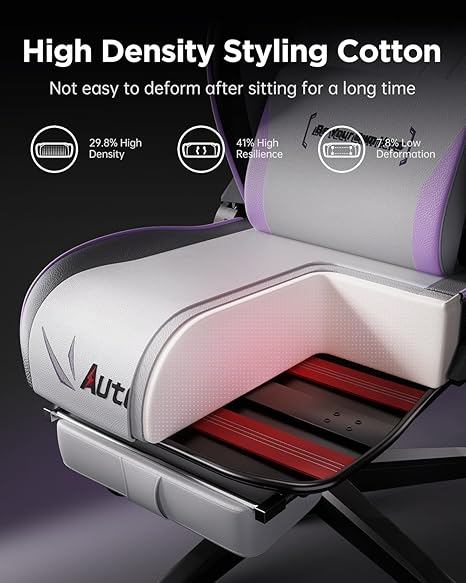 High Density Styling Cotton
Not easy to deform after sitting for a long time
29.8% High
Density
41% High
Resilience
7.8% Low
Deformation
Auto